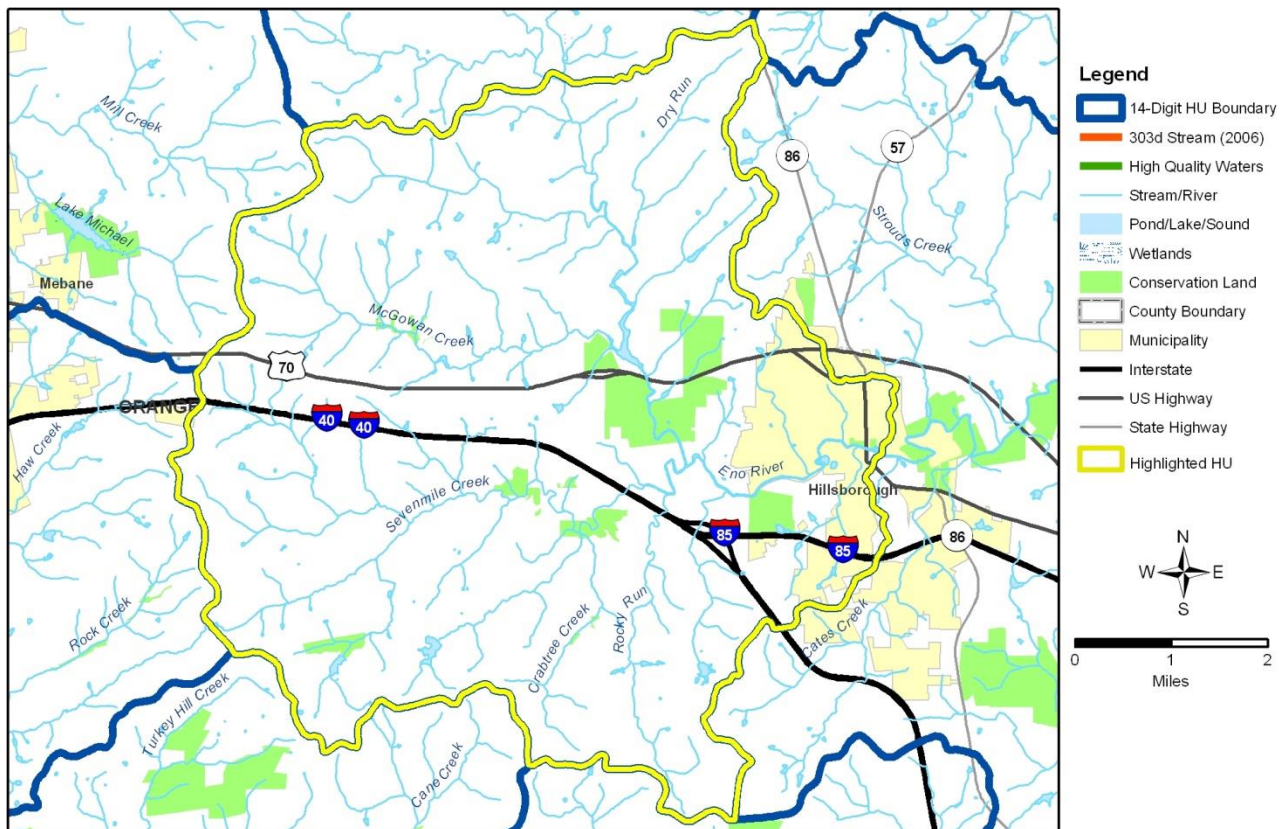 Mill Creek
Dry Run
86
57
Strouds Creek
Lake Michael
Mebane
McGowan Creek
70
ORANGE
40
40
Haw Creek
Sevenmile Creek
Eno River
Hillsborough
85
85
86
Rock Creek
Crabtree Creek
Rocky Run
Cates Creek
Turkey Hill Creek
Cane Creek
Legend
14-Digit HU Boundary
303d Stream (2006)
High Quality Waters
Stream/River
Pond/Lake/Sound
Wetlands
Conservation Land
County Boundary
Municipality
Interstate
US Highway
State Highway
Highlighted HU
N
W E
S
0 1 2
Miles